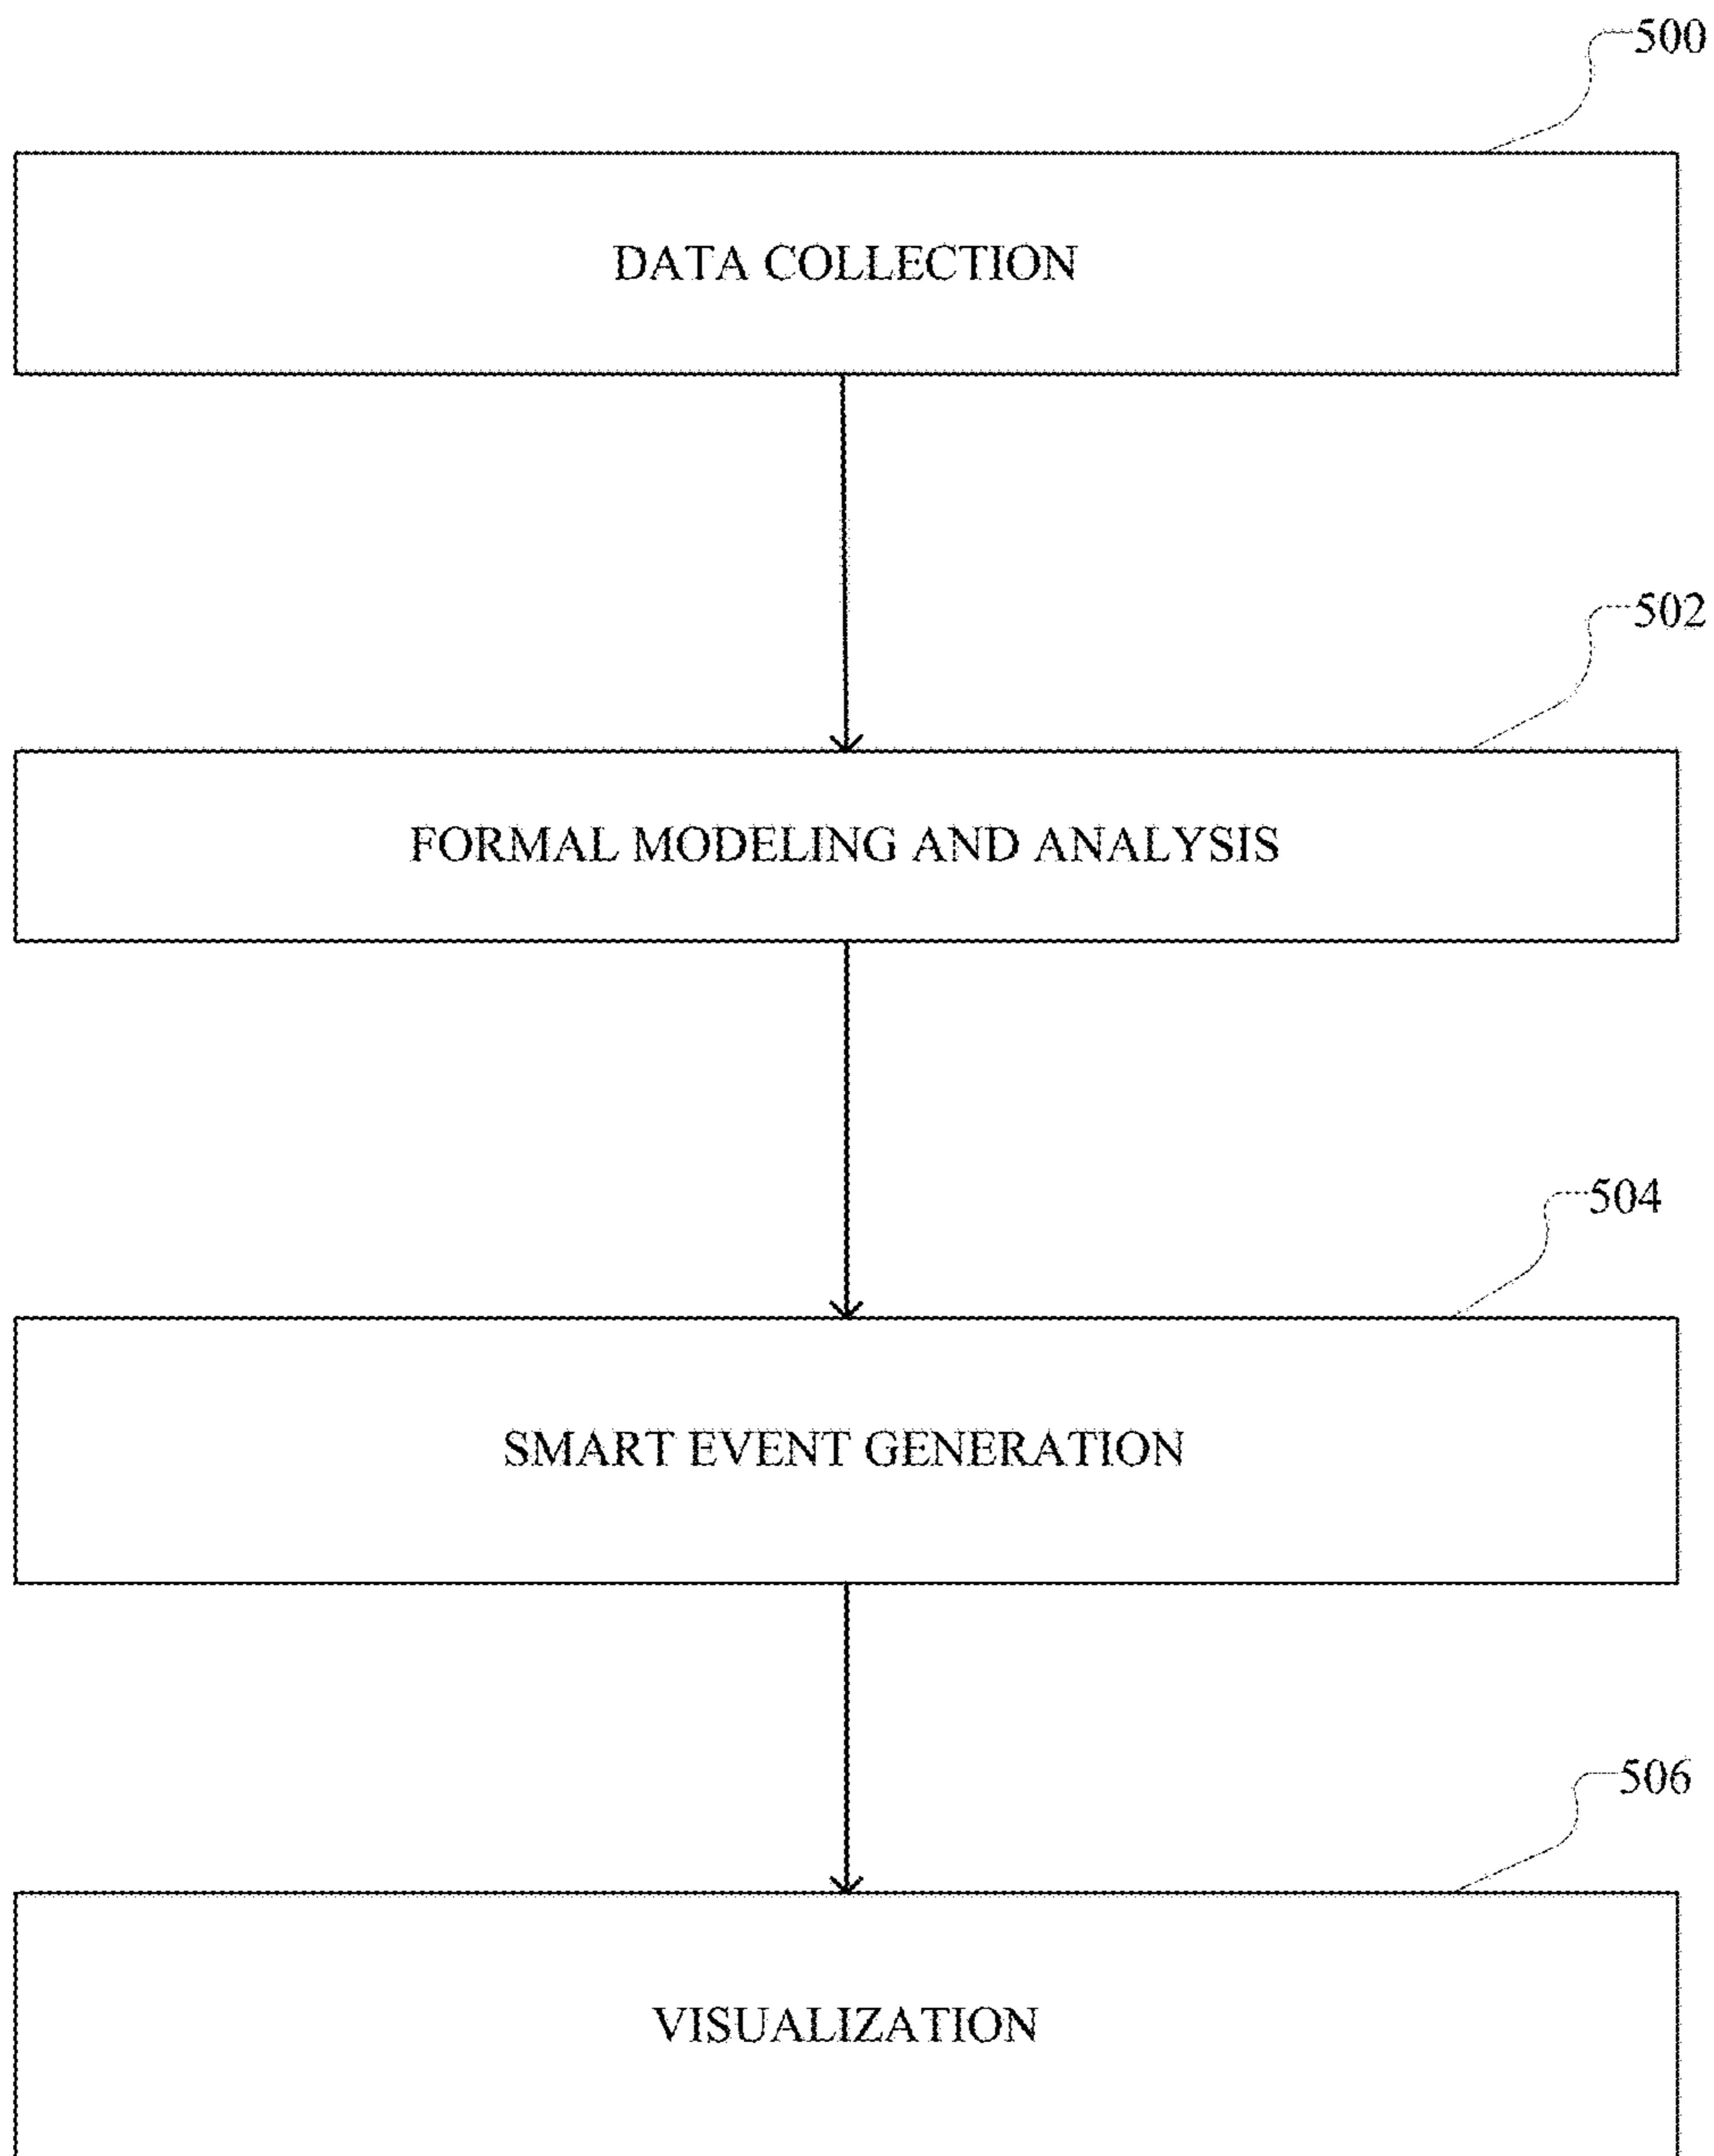 500
DATA COLLECTION
502
FORMAL MODELING AND ANALYSIS
504
SMART EVENT GENERATION
506
VISUALIZATION